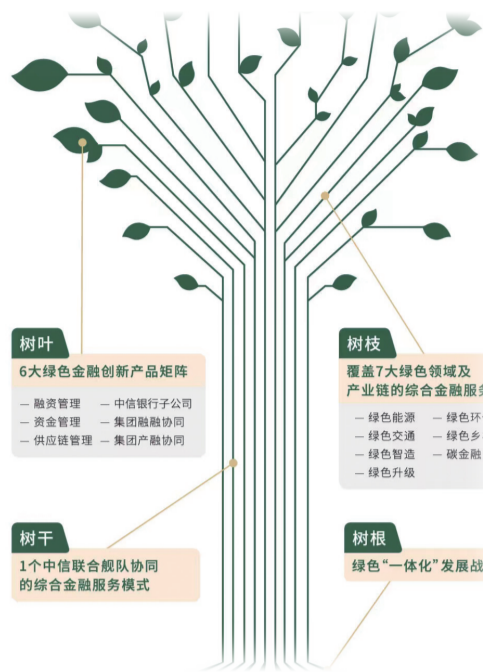 树叶
6大绿色金融创新产品矩阵
— 融资管理 — 中信银行子公司
— 资金管理 — 集团融融协同
— 供应链管理 — 集团产融协同
树枝
覆盖7大绿色领域及
产业链的综合金融服
— 绿色能源 — 绿色环
— 绿色交通 — 绿色乡
— 绿色智造 — 碳金融
— 绿色升级
树干
1个中信联合舰队协同
的综合金融服务模式
树根
绿色“一体化”发展战